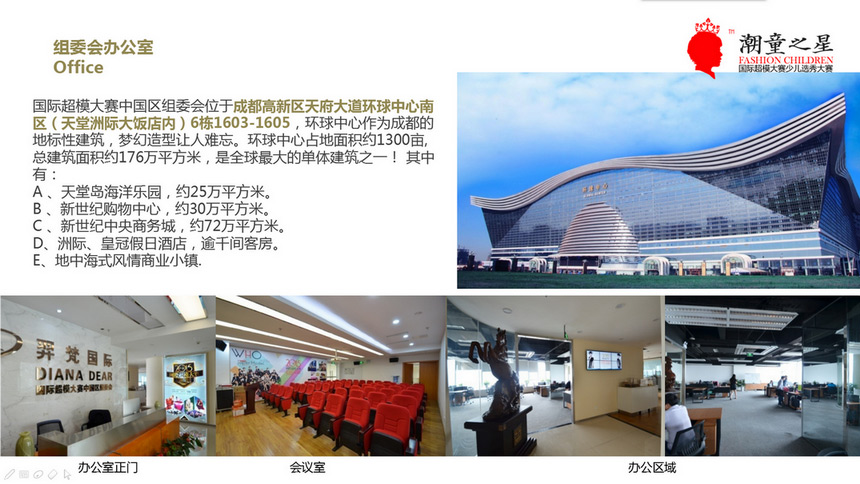 组委会办公室
Office
潮童之星
TM
FASHION CHILDREN
国际超模大赛少儿选秀大赛
国际超模大赛中国区组委会位于成都高新区天府大道环球中心南
区（天堂洲际大饭店内）6栋1603-1605，环球中心作为成都的
地标性建筑，梦幻造型让人难忘。环球中心占地面积约1300亩,
总建筑面积约176万平方米，是全球最大的单体建筑之一！ 其中
有：
A 、天堂岛海洋乐园，约25万平方米。
B 、新世纪购物中心，约30万平方米。
C 、新世纪中央商务城，约72万平方米。
D、洲际、皇冠假日酒店，逾千间客房。
E、地中海式风情商业小镇.
羿梵国际
DIANA DEAR
国际超模大赛中国区组委会
WHO
办公室正门
会议室
办公区域